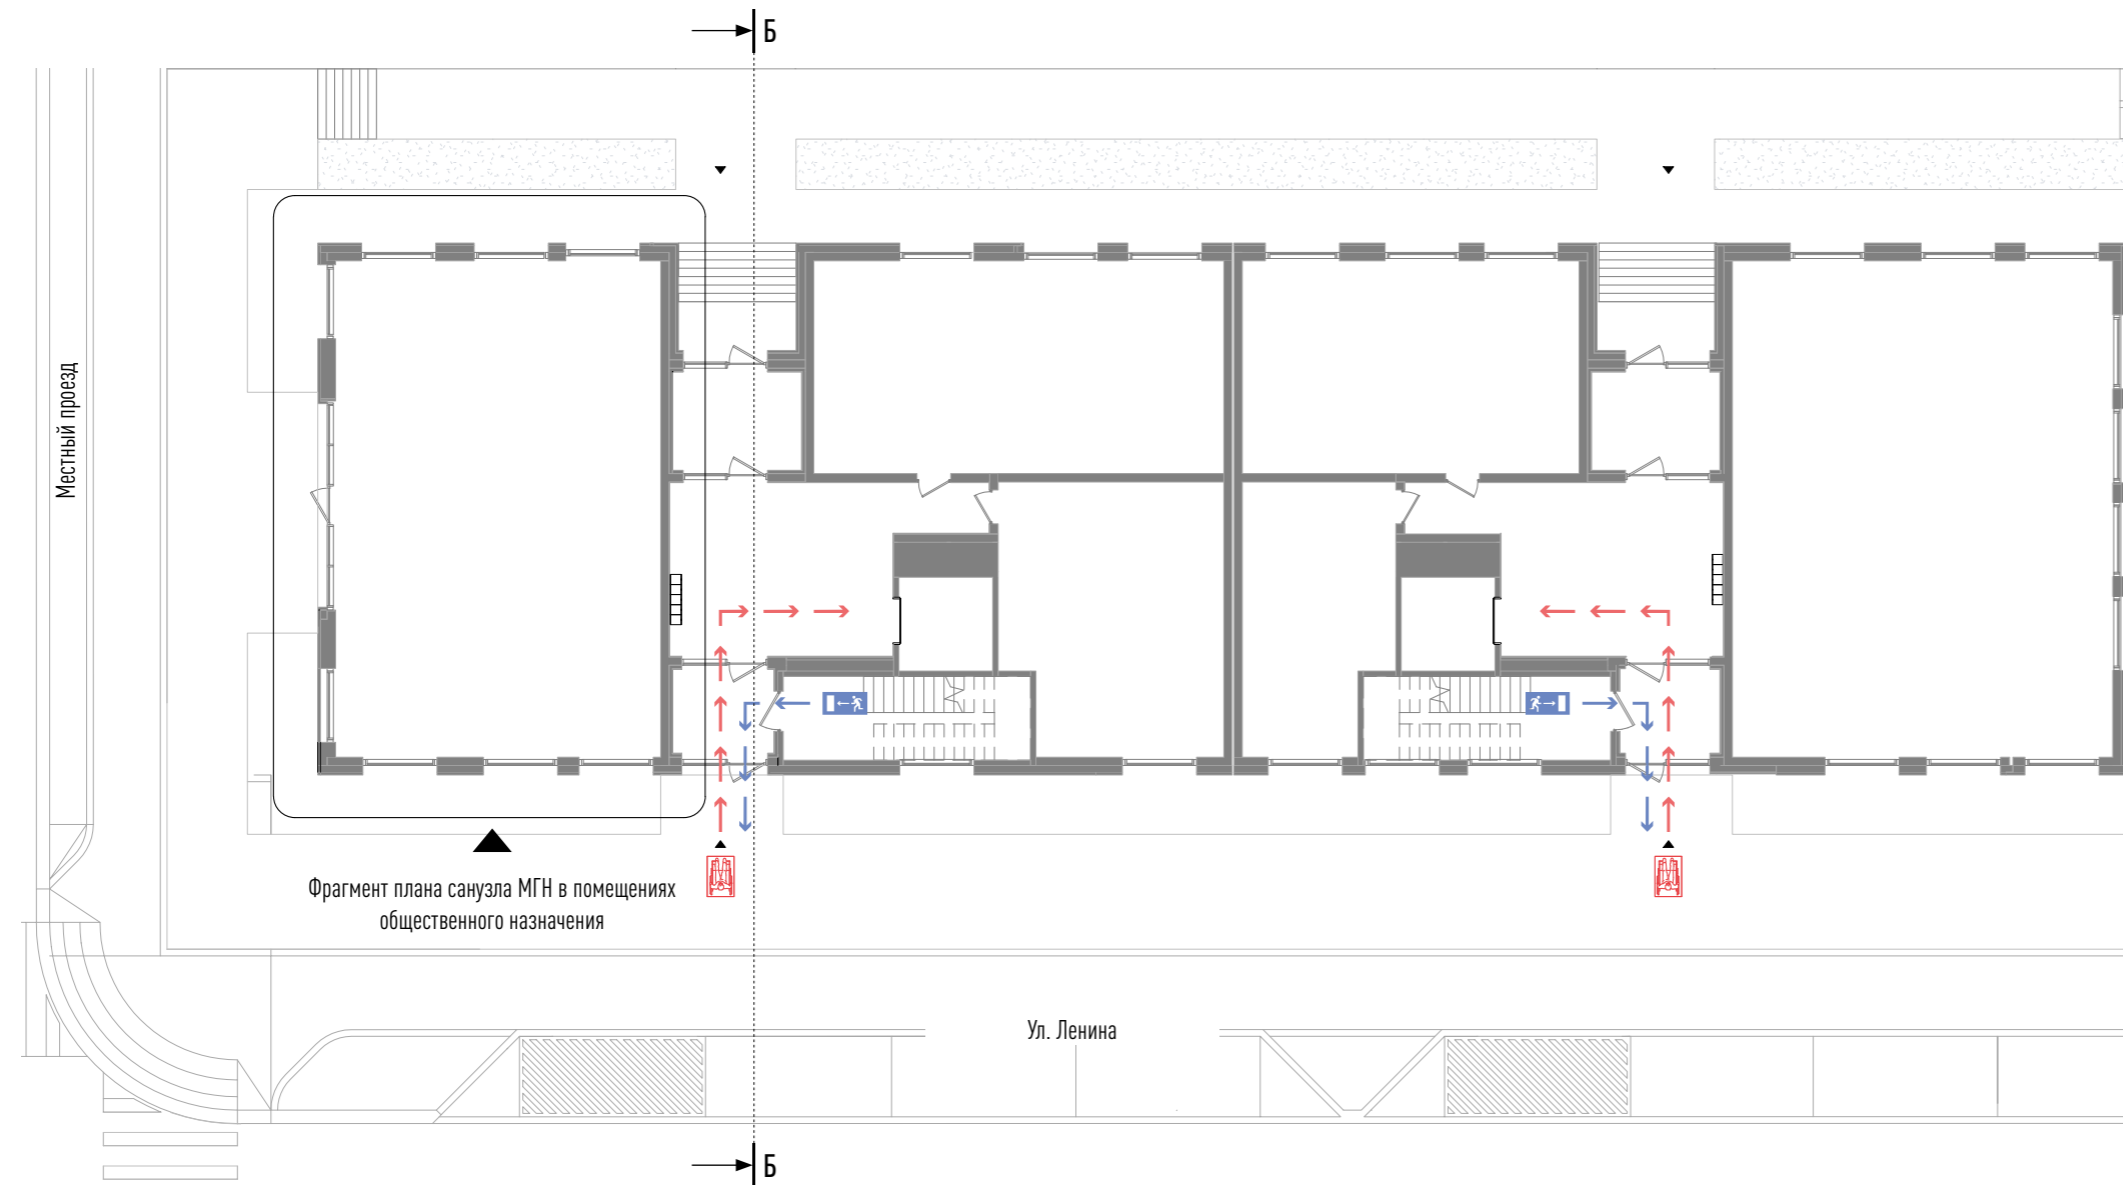 Б
Местный проезд
Фрагмент плана санузла МГН в помещениях
общественного назначения
Ул. Ленина
Б